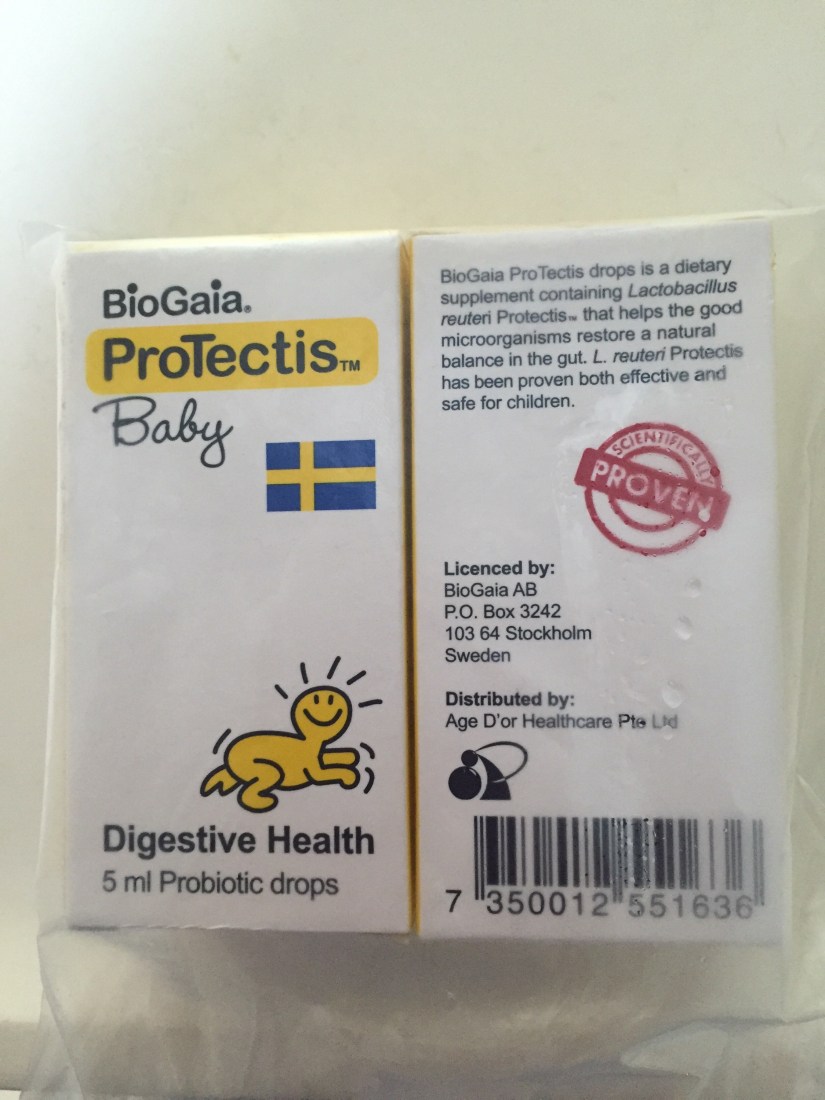 BioGaia®
ProTectis™
Baby
Digestive Health
5 ml Probiotic drops
BioGaia ProTectis drops is a dietary
supplement containing Lactobacillus
reuteri Protectis™ that helps the good
microorganisms restore a natural
balance in the gut. L. reuteri Protectis
has been proven both effective and
safe for children.
SCIENTIFICALLY
PROVEN
Licenced by:
BioGaia AB
P.O. Box 3242
103 64 Stockholm
Sweden
Distributed by:
Age D'or Healthcare Pte Ltd
7 350012 551636